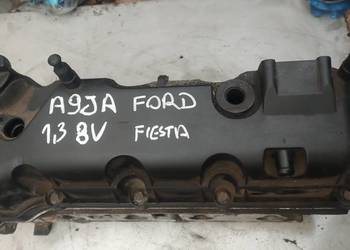 A9JA FORD
1,3 8V FIESTA